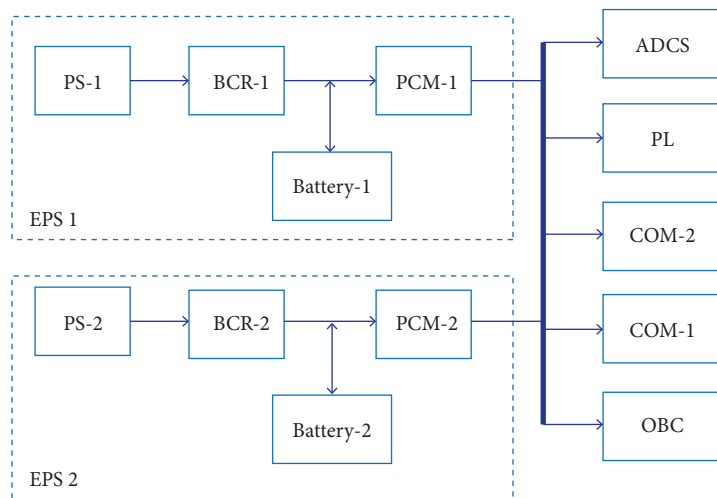 PS-1
BCR-1
PCM-1
Battery-1
EPS 1
PS-2
BCR-2
PCM-2
Battery-2
EPS 2
ADCS
PL
COM-2
COM-1
OBC